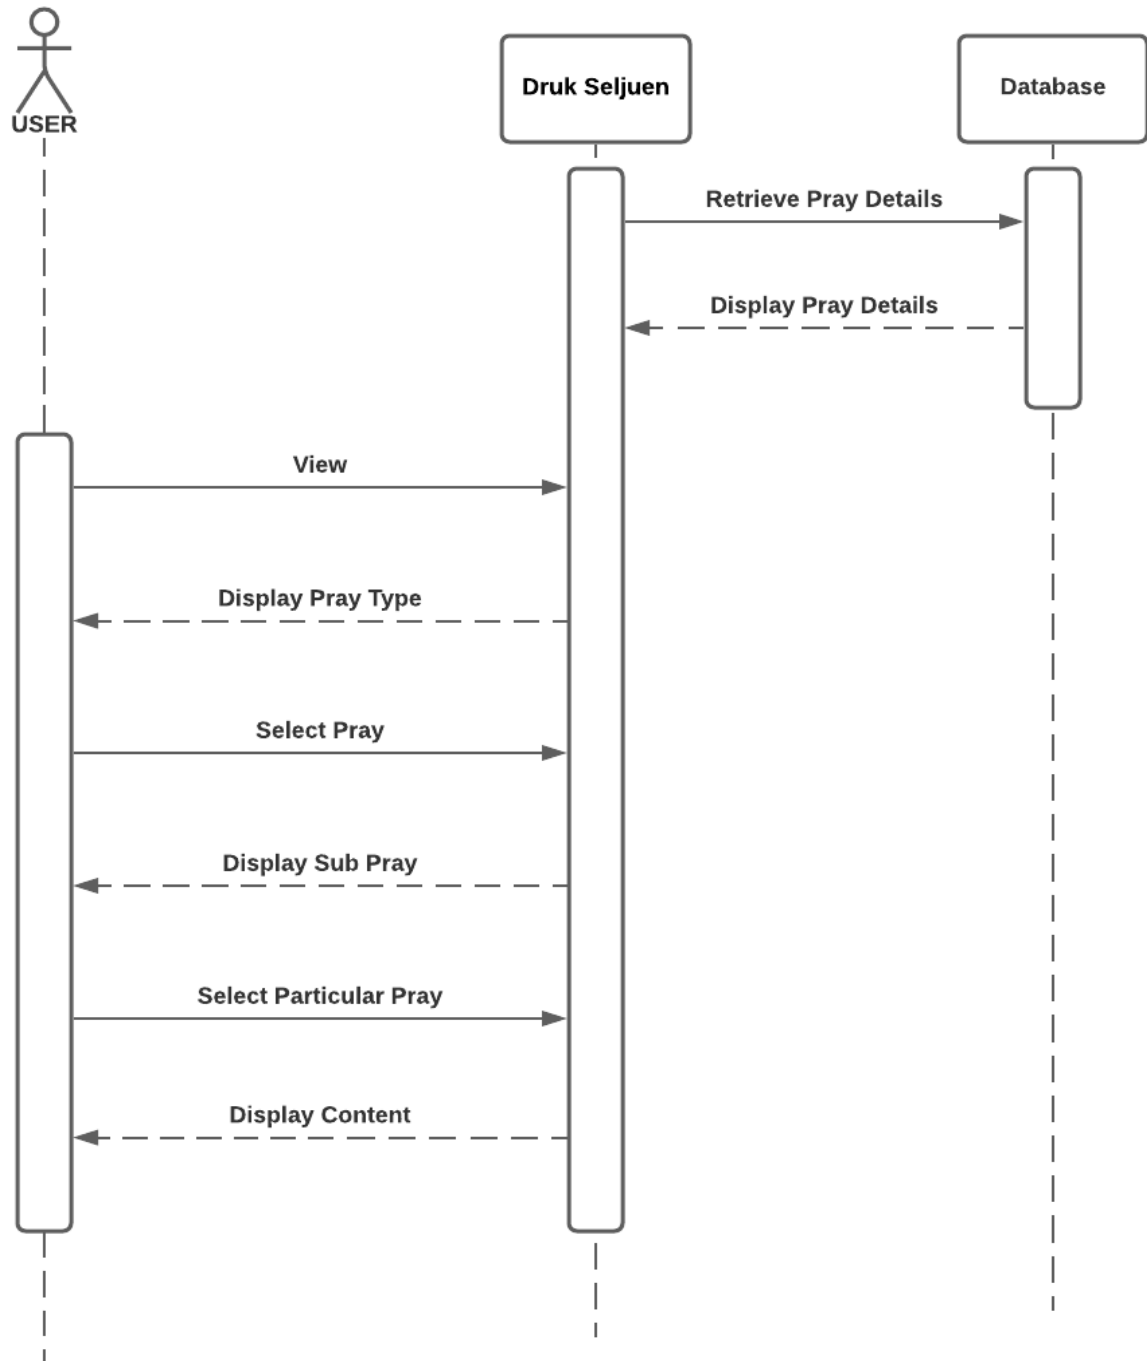 USER
Druk Seljuen
Database
Retrieve Pray Details
Display Pray Details
View
Display Pray Type
Select Pray
Display Sub Pray
Select Particular Pray
Display Content